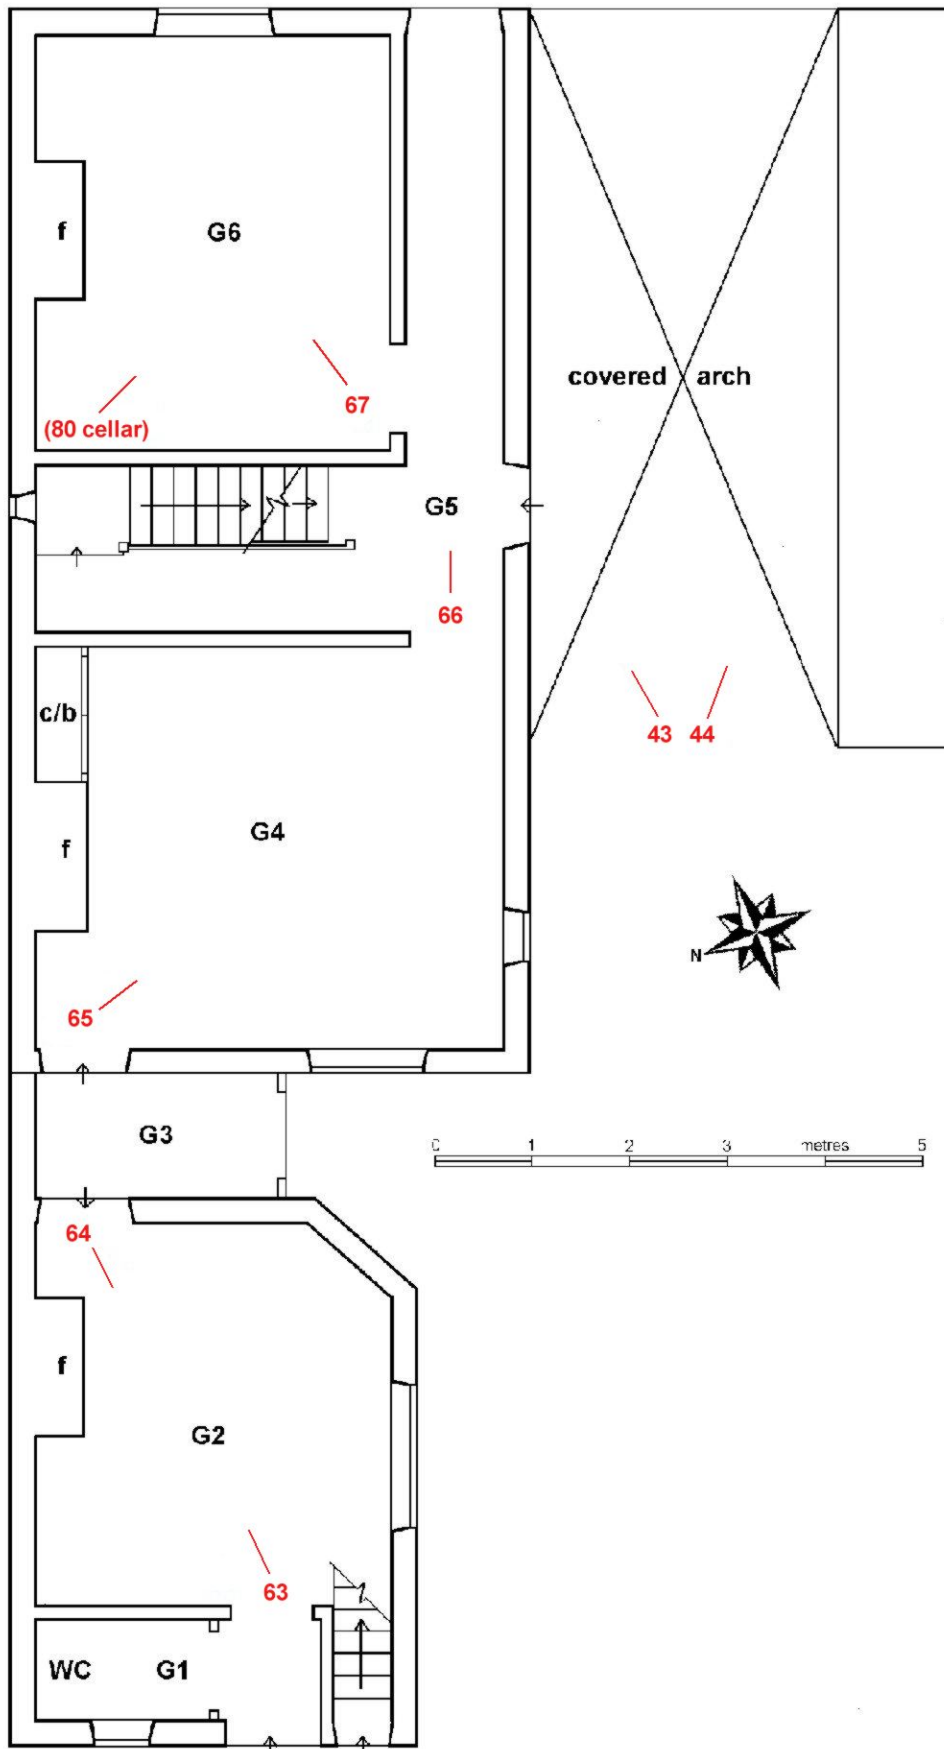 f
G6
covered arch
67
(80 cellar)
G5
66
c/b
43 44
f
G4
N
65
G3
0 1 2 3 metres 5
64
f
G2
63
WC G1